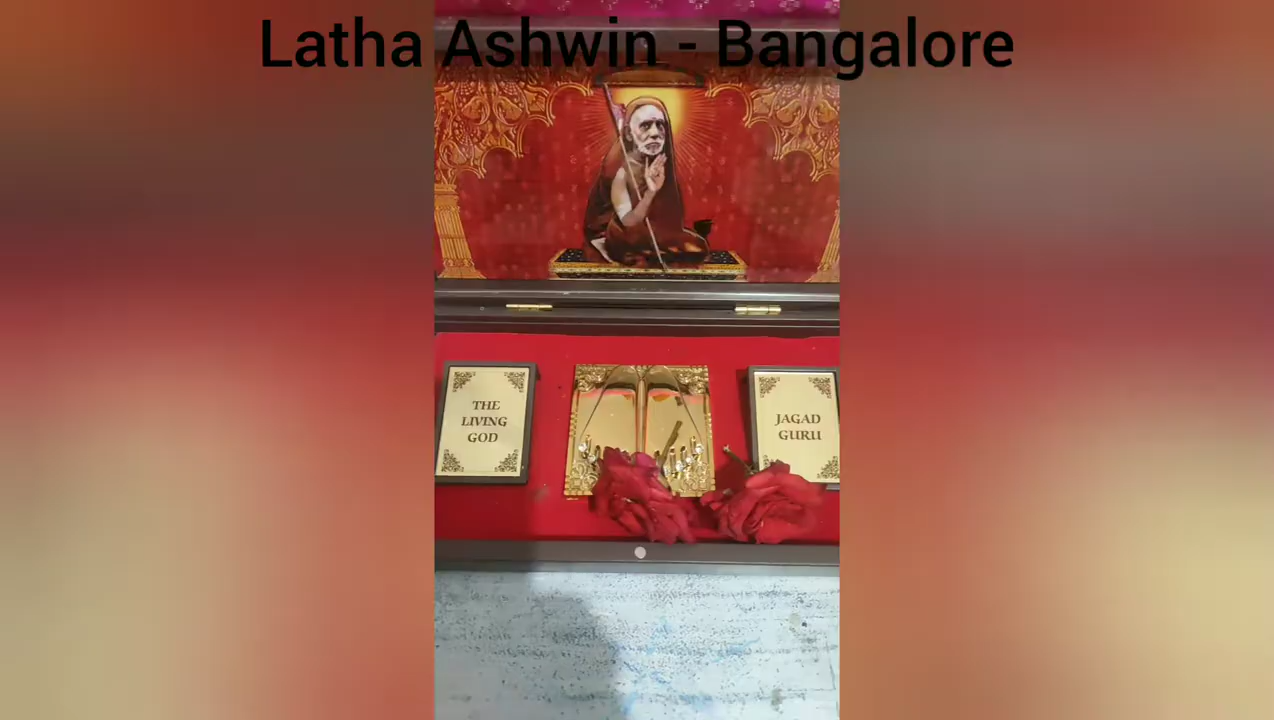 Latha Ashwin - Bangalore
THE
LIVING
GOD
JAGAD
GURU